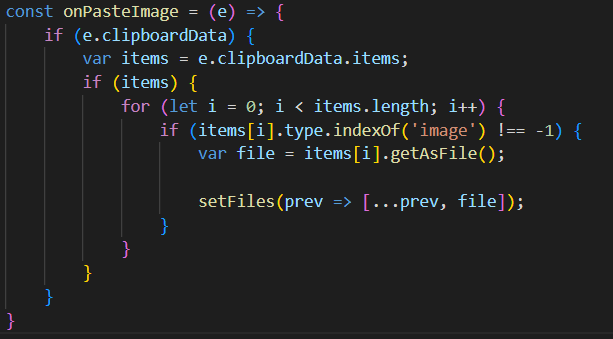 const onPasteImage = (e) => {
    if (e.clipboardData) {
        var items = e.clipboardData.items;
        if (items) {
            for (let i = 0; i < items.length; i++) {
                if (items[i].type.indexOf('image') !== -1) {
                    var file = items[i].getAsFile();
                    setFiles(prev => [...prev, file]);
                }
            }
        }
    }
}